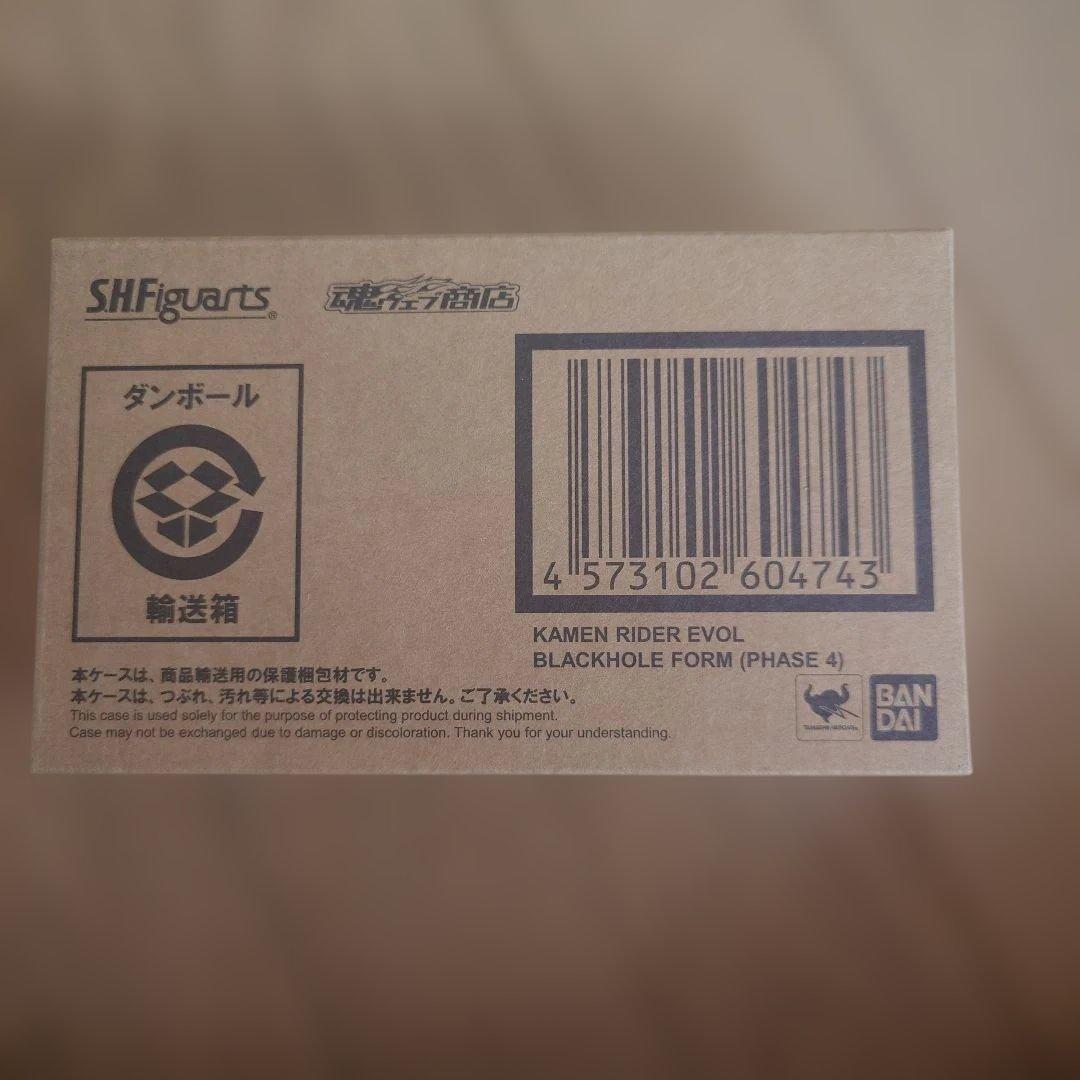 S.H.Figuarts®
魂ウェブ商店
ダンボール
輸送箱
4 573102 604743
KAMEN RIDER EVOL
BLACKHOLE FORM (PHASE 4)
本ケースは、商品輸送用の保護梱包材です。
本ケースは、つぶれ、汚れ等による交換は出来ません。ご了承ください。
This case is used solely for the purpose of protecting product during shipment.
Case may not be exchanged due to damage or discoloration. Thank you for your understanding.
TAMASHII NATIONS
BAN
DAI